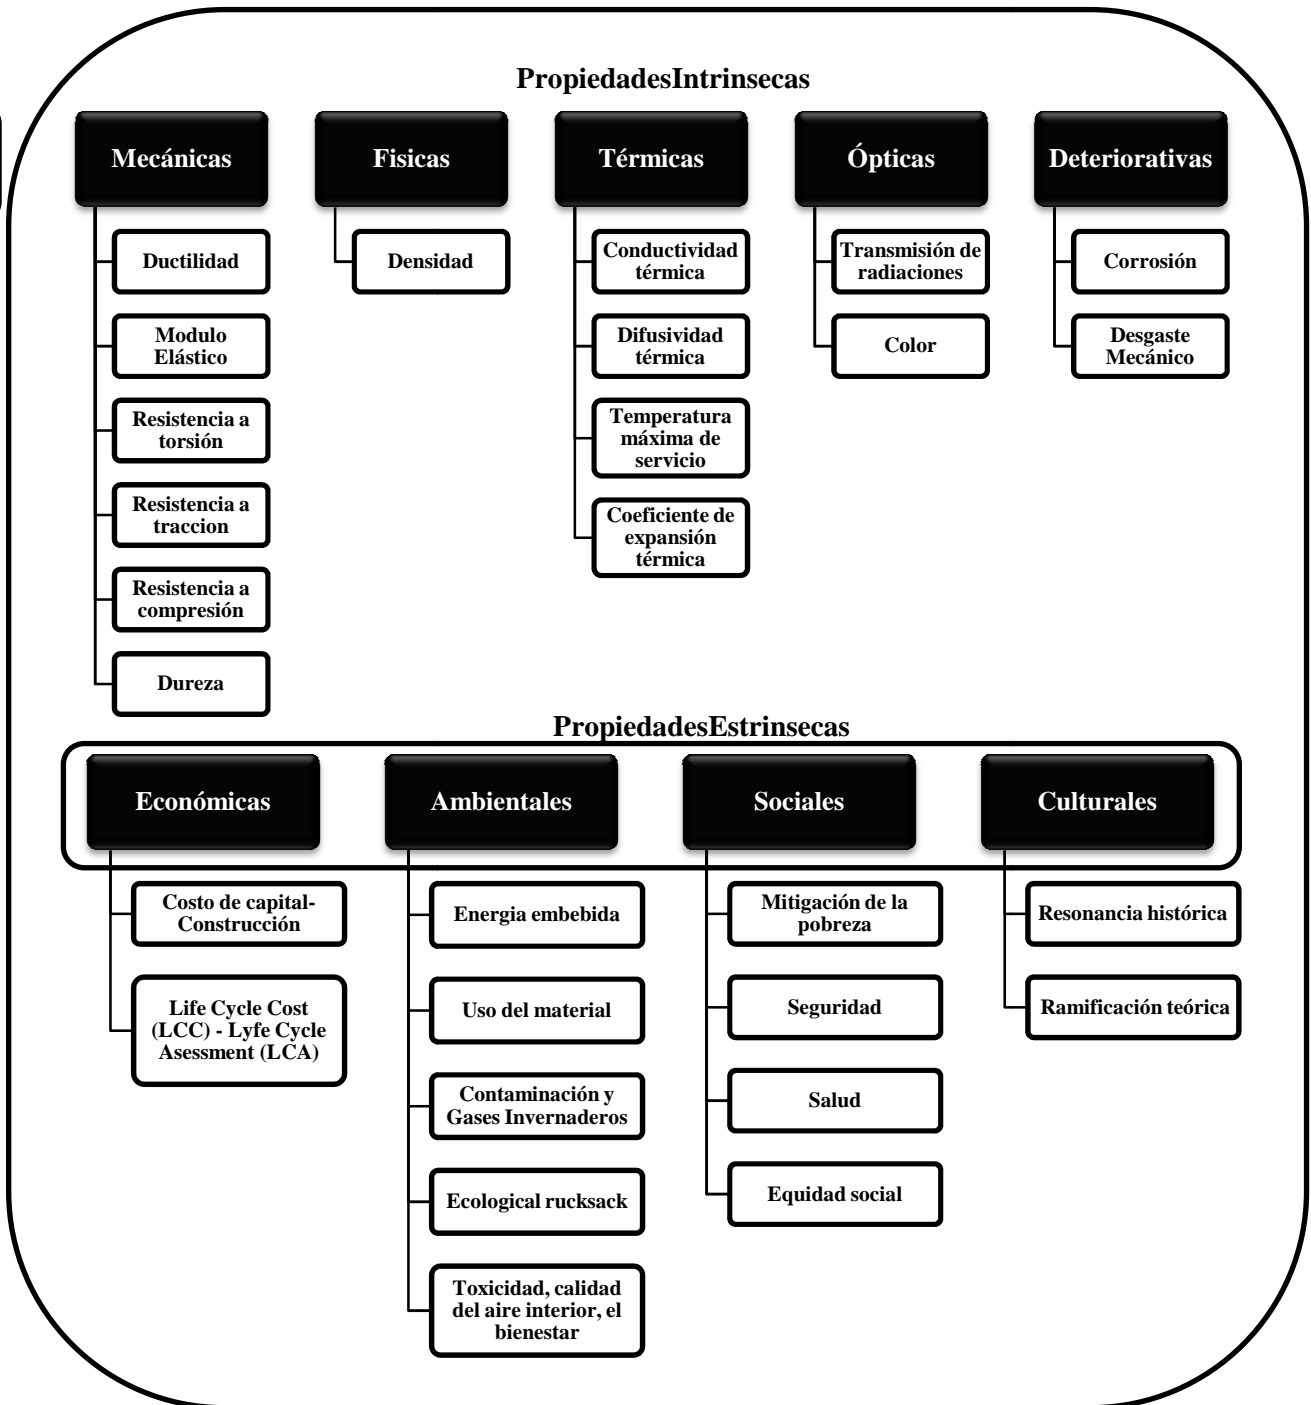 PropiedadesIntrinsecas
Mecánicas
Ductilidad
Modulo
Elástico
Resistencia a
torsión
Resistencia a
traccion
Resistencia a
compresión
Dureza
Fisicas
Densidad
Térmicas
Conductividad
térmica
Difusividad
térmica
Temperatura
máxima de
servicio
Coeficiente de
expansión
térmica
Ópticas
Transmisión de
radiaciones
Color
Deteriorativas
Corrosión
Desgaste
Mecánico
PropiedadesEstrinsecas
Económicas
Costo de capital-
Construcción
Life Cycle Cost
(LCC) - Lyfe Cycle
Asessment (LCA)
Ambientales
Energia embebida
Uso del material
Contaminación y
Gases Invernaderos
Ecological rucksack
Toxicidad, calidad
del aire interior, el
bienestar
Sociales
Mitigación de la
pobreza
Seguridad
Salud
Equidad social
Culturales
Resonancia histórica
Ramificación teórica